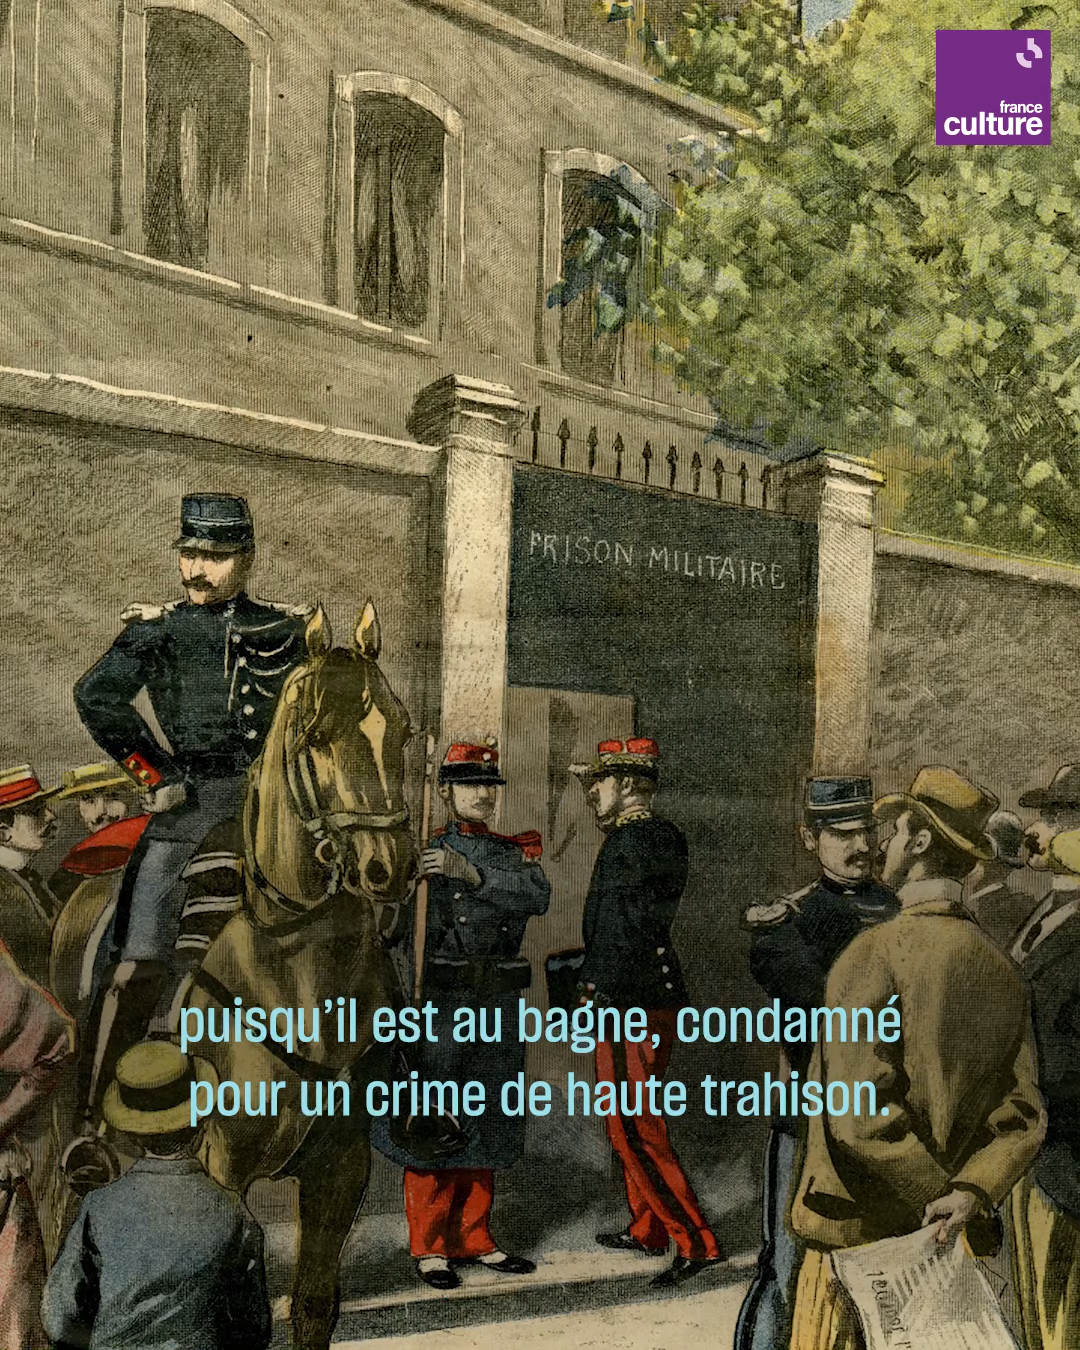 france
culture
PRISON MILITAIRE
puisqu’il est au bagne, condamné
pour un crime de haute trahison.